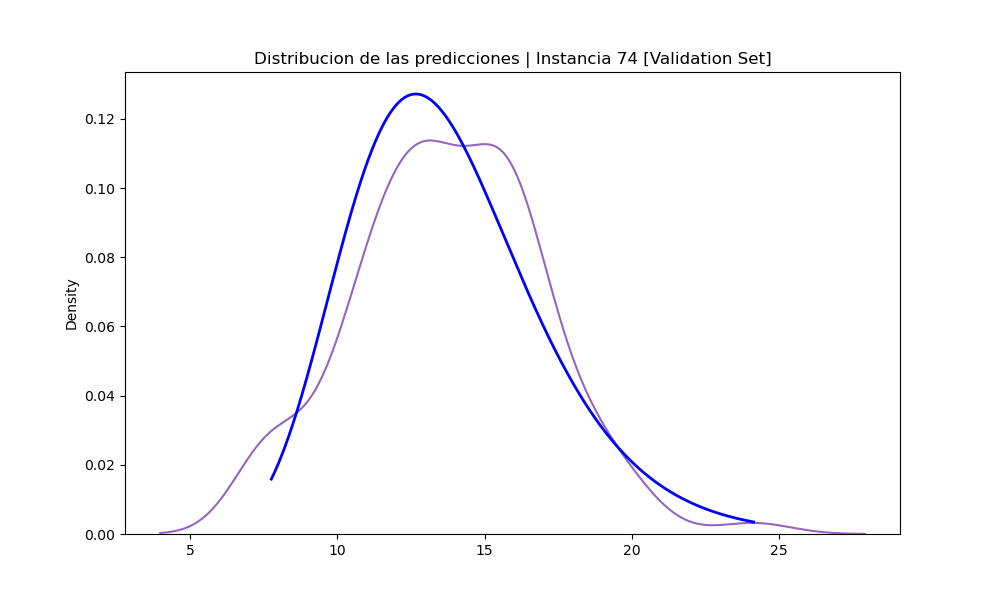 Distribucion de las predicciones | Instancia 74 [Validation Set]
Density
0.12
0.10
0.08
0.06
0.04
0.02
0.00
5 10 15 20 25